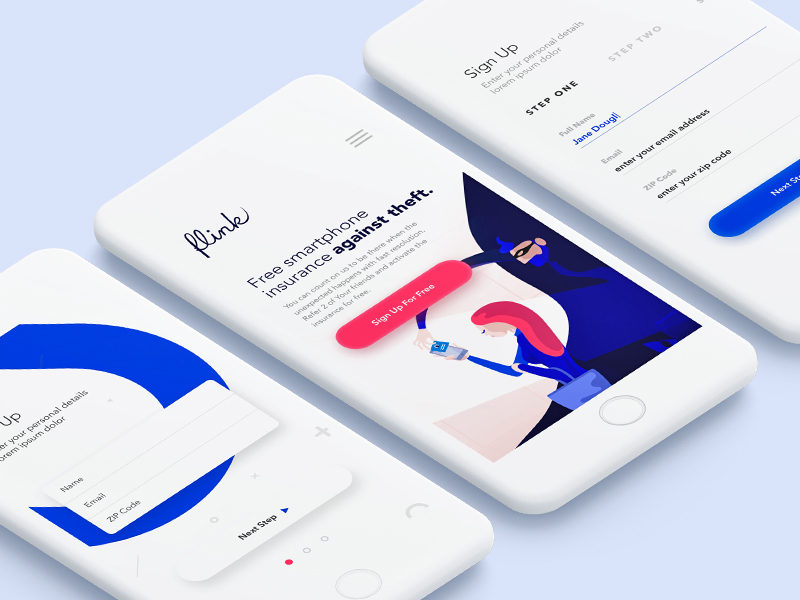 Up
er your personal details
lorem ipsum dolor
Name
Email
ZIP Code
Next Step
flink
Free smartphone
insurance against theft.
You can count on us to be there when the
unexpected happens with fast resolution.
Refer 2 of Your friends and activate the
insurance for free.
Sign Up For Free
Sign Up
Enter your personal details
lorem ipsum dolor
STEP ONE
STEP TWO
Full Name
Jane Dougli
Email
enter your email address
ZIP Code
enter your zip code
Next Ste